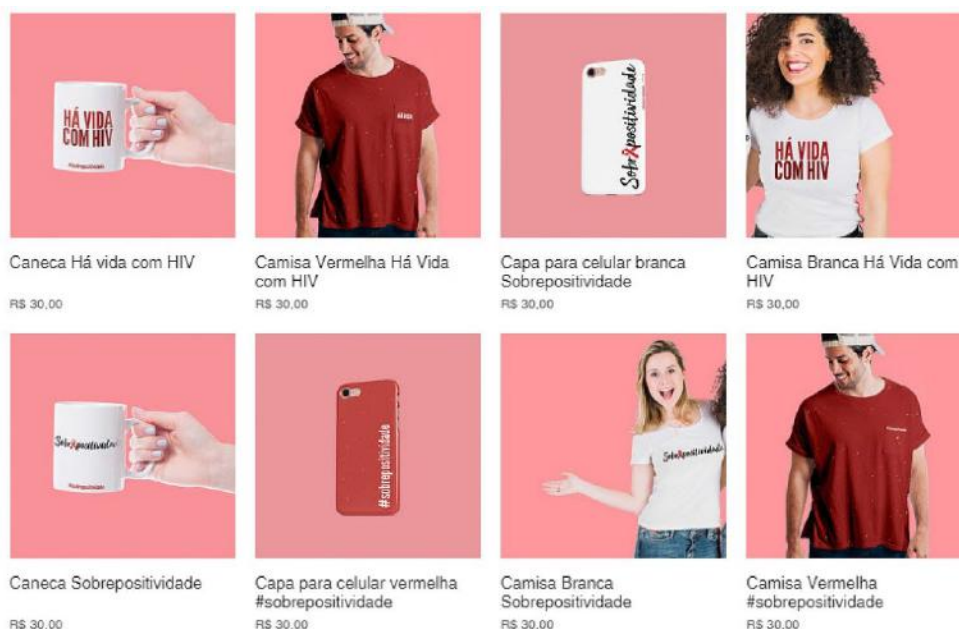 HÁ VIDA
COM HIV
Sobrepositividade
HÁ VIDA
COM HIV
Caneca Há vida com HIV
R$ 30,00
Camisa Vermelha Há Vida
com HIV
R$ 30,00
Capa para celular branca
Sobrepositividade
R$ 30,00
Camisa Branca Há Vida com
HIV
R$ 30,00
Sobrepositividade
#sobrepositividade
Sobrepositividade
Caneca Sobrepositividade
R$ 30,00
Capa para celular vermelha
#sobrepositividade
R$ 30,00
Camisa Branca
Sobrepositividade
R$ 30,00
Camisa Vermelha
#sobrepositividade
R$ 30,00